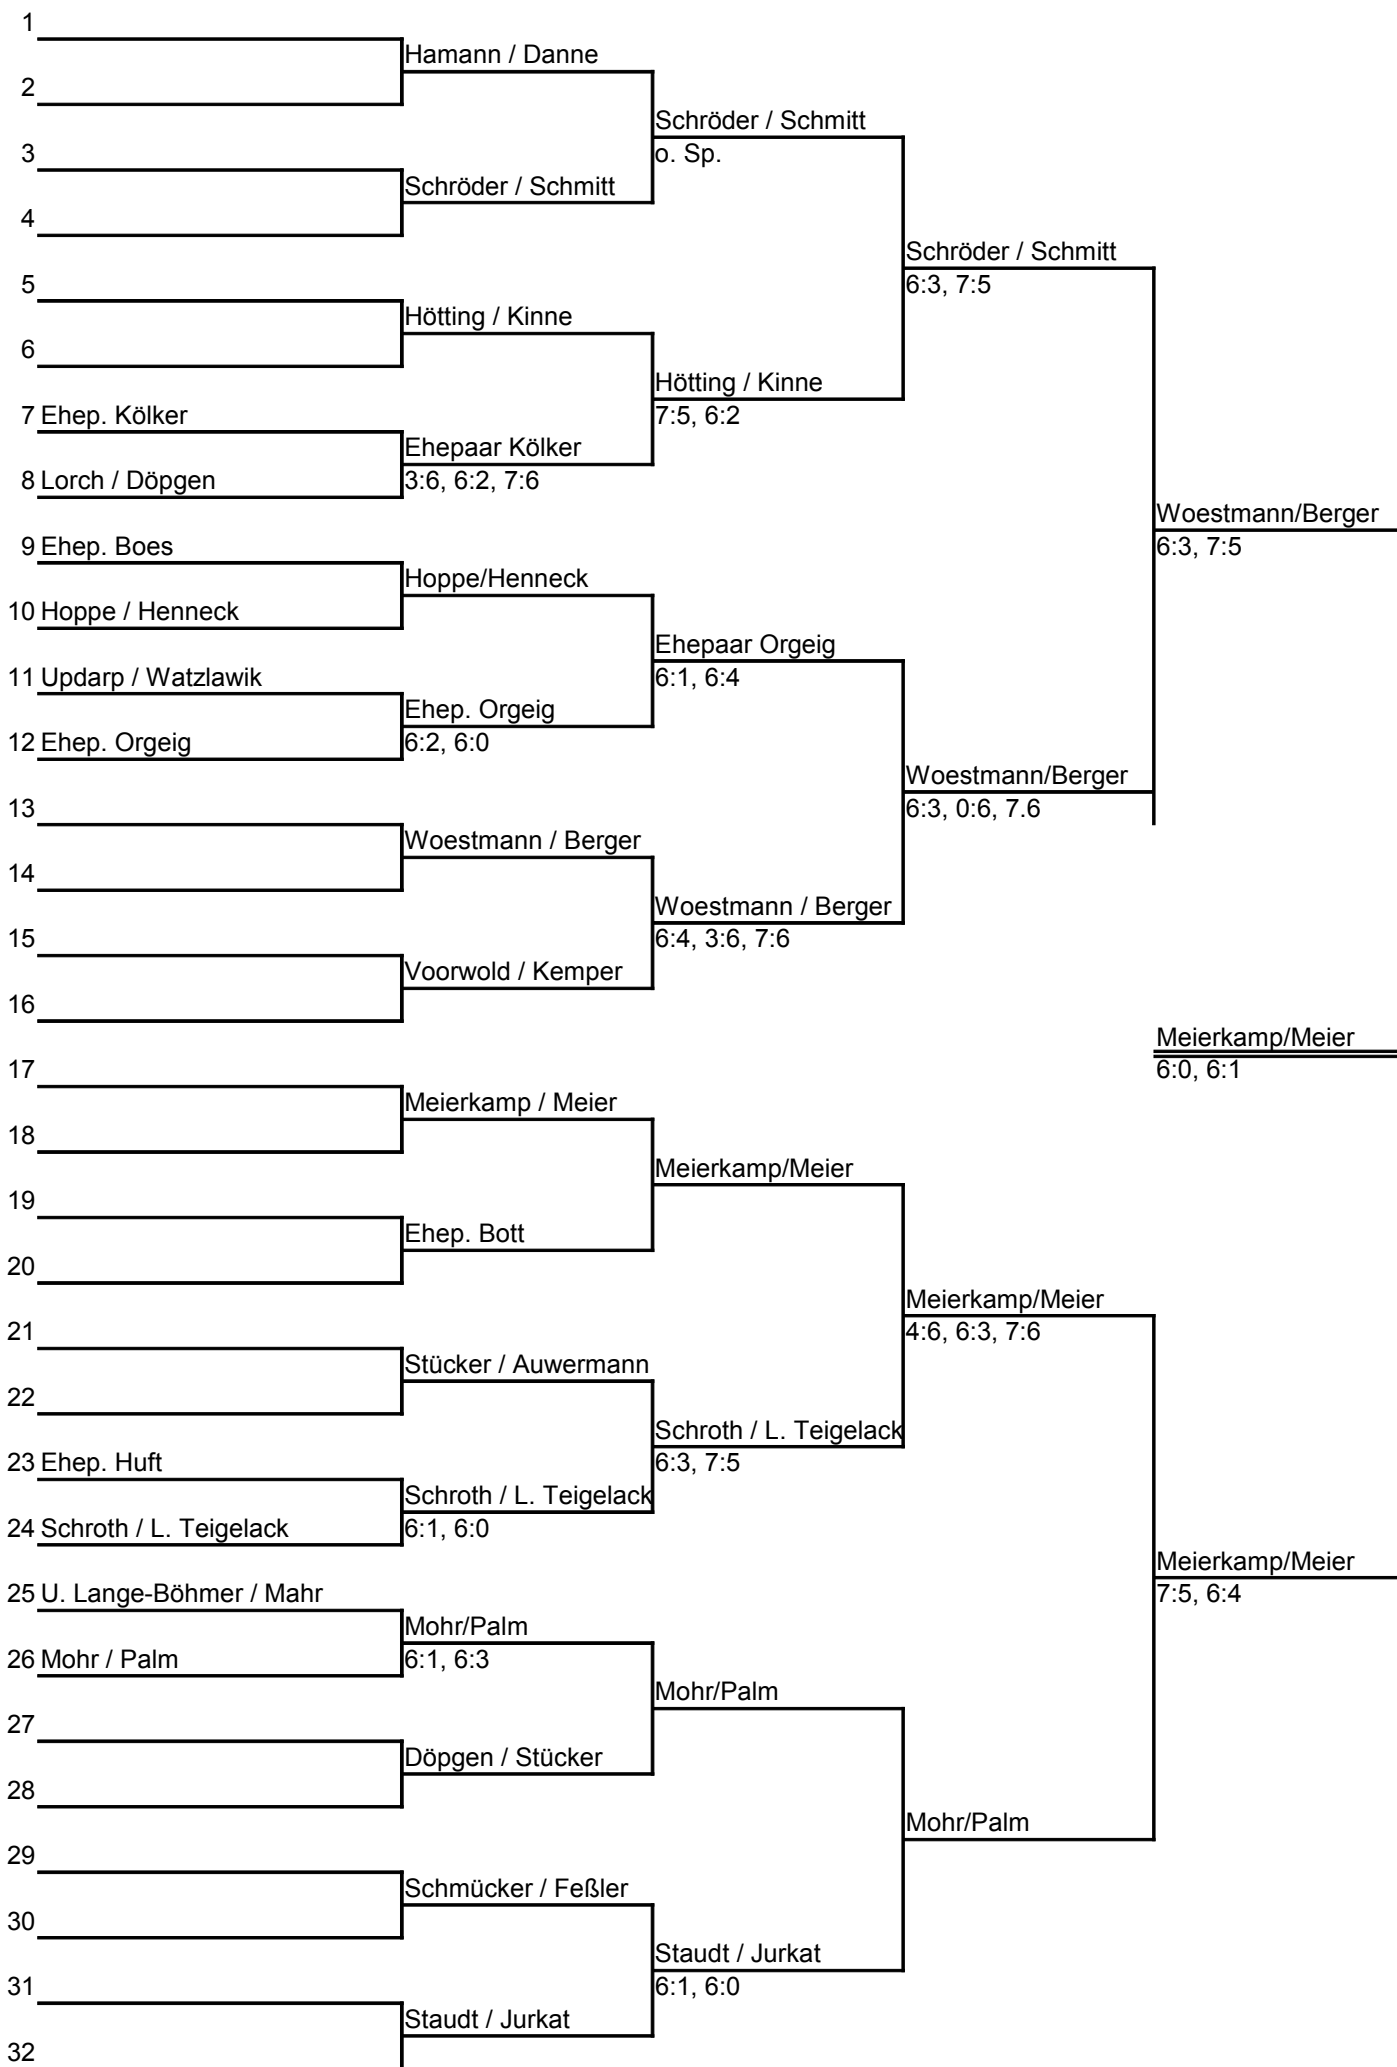 1
Hamann / Danne
2
Schröder / Schmitt
3
o. Sp.
Schröder / Schmitt
4
Schröder / Schmitt
5
6:3, 7:5
Hötting / Kinne
6
Hötting / Kinne
7 Ehep. Kölker
7:5, 6:2
Ehepaar Kölker
8 Lorch / Döpgen
3:6, 6:2, 7:6
Woestmann/Berger
9 Ehep. Boes
6:3, 7:5
Hoppe/Henneck
10 Hoppe / Henneck
Ehepaar Orgeig
11 Updarp / Watzlawik
6:1, 6:4
Ehep. Orgeig
12 Ehep. Orgeig
6:2, 6:0
Woestmann/Berger
13
6:3, 0:6, 7.6
Woestmann / Berger
14
Woestmann / Berger
15
6:4, 3:6, 7:6
Voorwold / Kemper
16
Meierkamp/Meier
17
6:0, 6:1
Meierkamp / Meier
18
Meierkamp/Meier
19
Ehep. Bott
20
Meierkamp/Meier
21
4:6, 6:3, 7:6
Stücker / Auwermann
22
Schroth / L. Teigelack
23 Ehep. Huft
6:3, 7:5
Schroth / L. Teigelack
24 Schroth / L. Teigelack
6:1, 6:0
Meierkamp/Meier
25 U. Lange-Böhmer / Mahr
7:5, 6:4
Mohr/Palm
26 Mohr / Palm
6:1, 6:3
Mohr/Palm
27
Döpgen / Stücker
28
Mohr/Palm
29
Schmücker / Feßler
30
Staudt / Jurkat
31
6:1, 6:0
Staudt / Jurkat
32